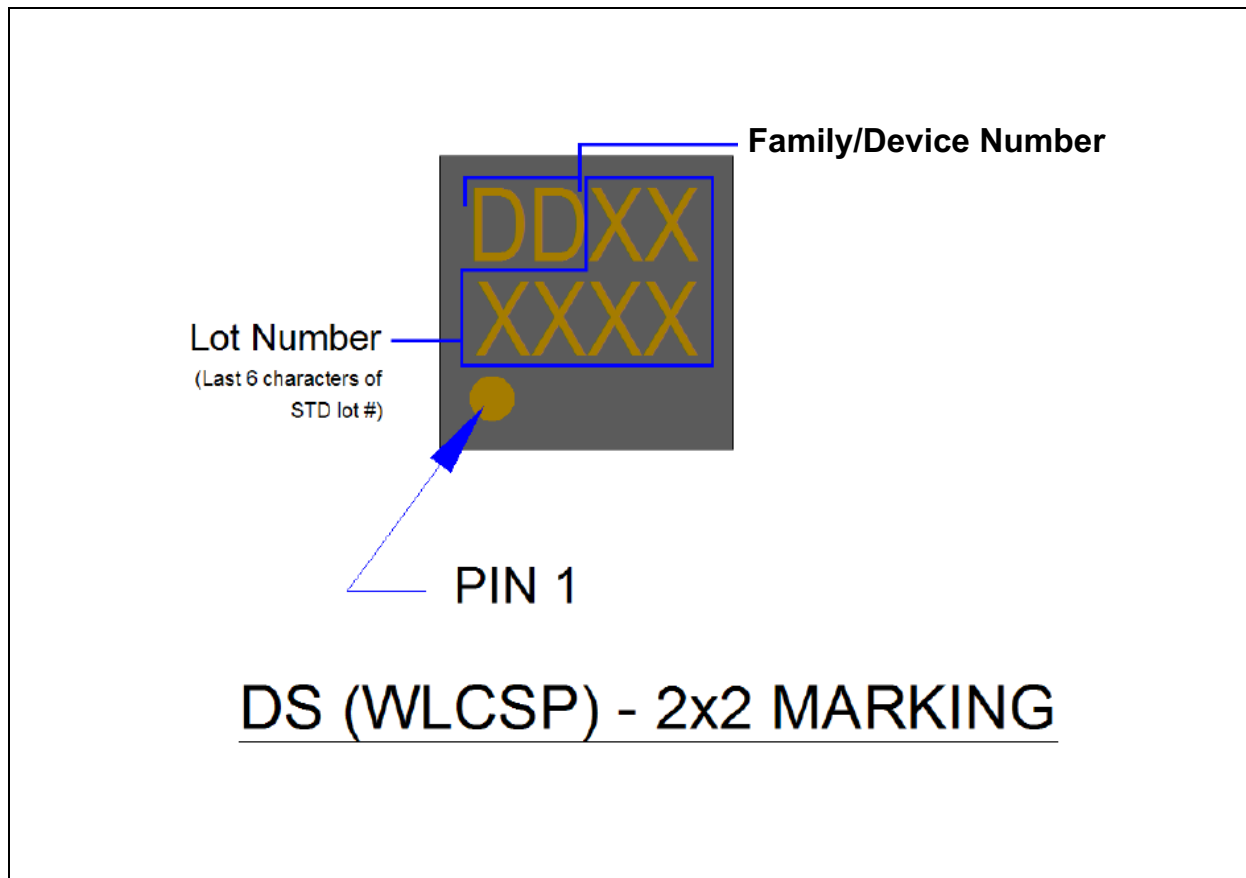 Family/Device Number
DDXX
XXXX
Lot Number
(Last 6 characters of
STD lot #)
PIN 1
DS (WLCSP) - 2x2 MARKING